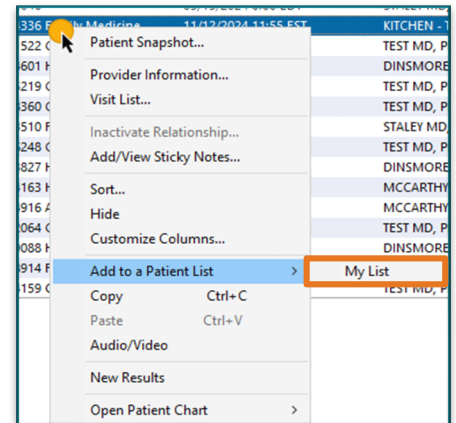 336 Family Medicine 11/12/2024 11:55 EST KITCHEN - T
522 TEST MD, P
601 DINSMORE
219 TEST MD, P
360 TEST MD, P
510 F STALEY MD,
248 TEST MD, P
827 H DINSMORE
163 H MCCARTHY
916 A MCCARTHY
064 TEST MD, P
088 H DINSMORE
914 F
159 TEST MD, P
Patient Snapshot...
Provider Information...
Visit List...
Inactivate Relationship...
Add/View Sticky Notes...
Sort...
Hide
Customize Columns...
Add to a Patient List >
My List
Copy Ctrl+C
Paste Ctrl+V
Audio/Video
New Results
Open Patient Chart >